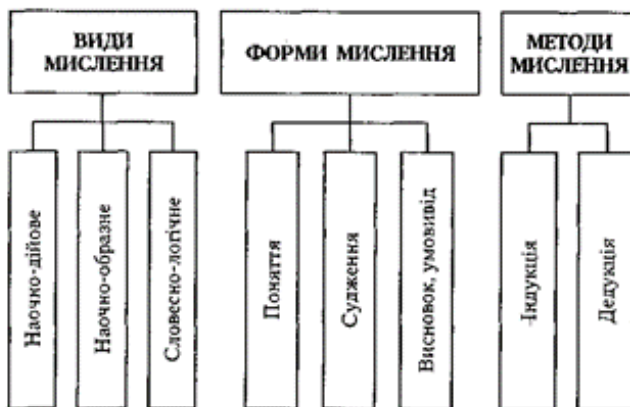 ВИДИ
МИСЛЕННЯ
ФОРМИ МИСЛЕННЯ
МЕТОДИ
МИСЛЕННЯ
Наочно-дійове
Наочно-образне
Словесно-логічне
Поняття
Судження
Висновок, умовивід
Індукція
Дедукція